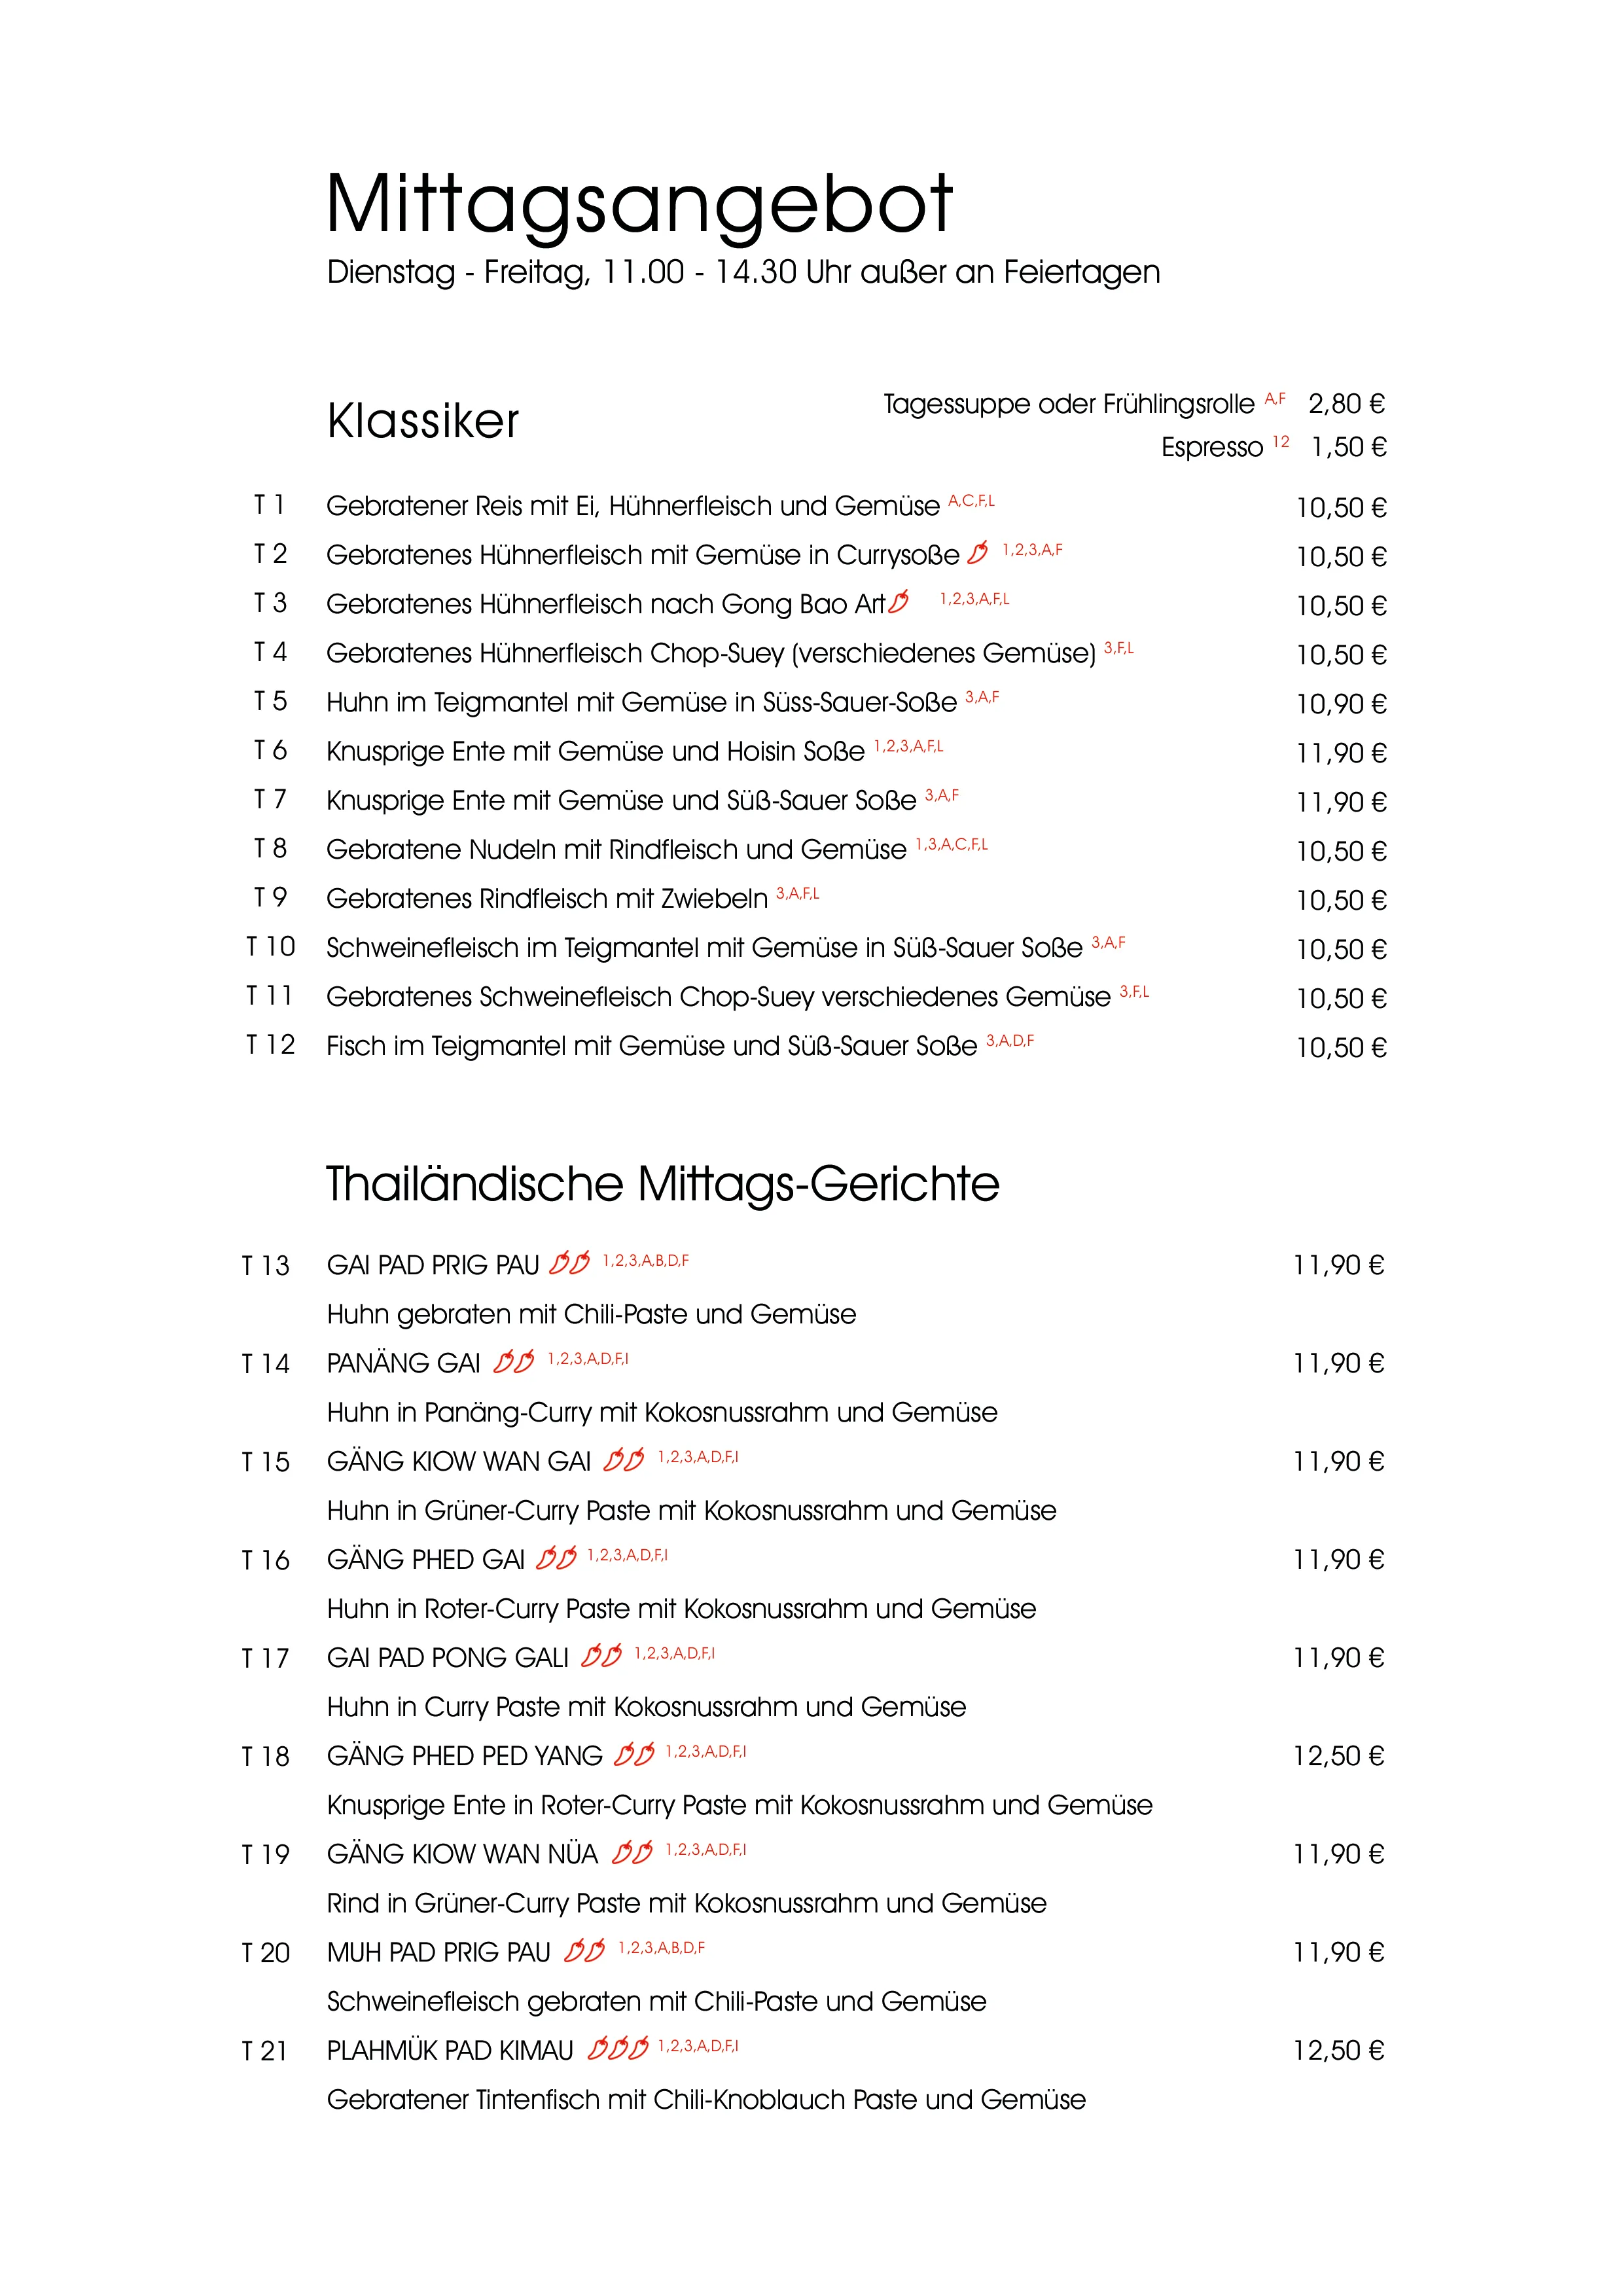 Mittagsangebot
Dienstag - Freitag, 11.00 - 14.30 Uhr außer an Feiertagen
Klassiker
Tagessuppe oder Frühlingsrolle A,F 2,80 €
Espresso 12 1,50 €
T 1 Gebratener Reis mit Ei, Hühnerfleisch und Gemüse A,C,F,L 10,50 €
T 2 Gebratenes Hühnerfleisch mit Gemüse in Currysoße 1,2,3,A,F 10,50 €
T 3 Gebratenes Hühnerfleisch nach Gong Bao Art 1,2,3,A,F,L 10,50 €
T 4 Gebratenes Hühnerfleisch Chop-Suey (verschiedenes Gemüse) 3,F,L 10,50 €
T 5 Huhn im Teigmantel mit Gemüse in Süss-Sauer-Soße 3,A,F 10,90 €
T 6 Knusprige Ente mit Gemüse und Hoisin Soße 1,2,3,A,F,L 11,90 €
T 7 Knusprige Ente mit Gemüse und Süß-Sauer Soße 3,A,F 11,90 €
T 8 Gebratene Nudeln mit Rindfleisch und Gemüse 1,3,A,C,F,L 10,50 €
T 9 Gebratenes Rindfleisch mit Zwiebeln 3,A,F,L 10,50 €
T 10 Schweinefleisch im Teigmantel mit Gemüse in Süß-Sauer Soße 3,A,F 10,50 €
T 11 Gebratenes Schweinefleisch Chop-Suey verschiedenes Gemüse 3,F,L 10,50 €
T 12 Fisch im Teigmantel mit Gemüse und Süß-Sauer Soße 3,A,D,F 10,50 €
Thailändische Mittags-Gerichte
T 13 GAI PAD PRIG PAU 1,2,3,A,B,D,F 11,90 €
Huhn gebraten mit Chili-Paste und Gemüse
T 14 PANÄNG GAI 1,2,3,A,D,F,I 11,90 €
Huhn in Panäng-Curry mit Kokosnussrahm und Gemüse
T 15 GÄNG KIOW WAN GAI 1,2,3,A,D,F,I 11,90 €
Huhn in Grüner-Curry Paste mit Kokosnussrahm und Gemüse
T 16 GÄNG PHED GAI 1,2,3,A,D,F,I 11,90 €
Huhn in Roter-Curry Paste mit Kokosnussrahm und Gemüse
T 17 GAI PAD PONG GALI 1,2,3,A,D,F,I 11,90 €
Huhn in Curry Paste mit Kokosnussrahm und Gemüse
T 18 GÄNG PHED PED YANG 1,2,3,A,D,F,I 12,50 €
Knusprige Ente in Roter-Curry Paste mit Kokosnussrahm und Gemüse
T 19 GÄNG KIOW WAN NÜA 1,2,3,A,D,F,I 11,90 €
Rind in Grüner-Curry Paste mit Kokosnussrahm und Gemüse
T 20 MUH PAD PRIG PAU 1,2,3,A,B,D,F 11,90 €
Schweinefleisch gebraten mit Chili-Paste und Gemüse
T 21 PLAHMÜK PAD KIMAU 1,2,3,A,D,F,I 12,50 €
Gebratener Tintenfisch mit Chili-Knoblauch Paste und Gemüse